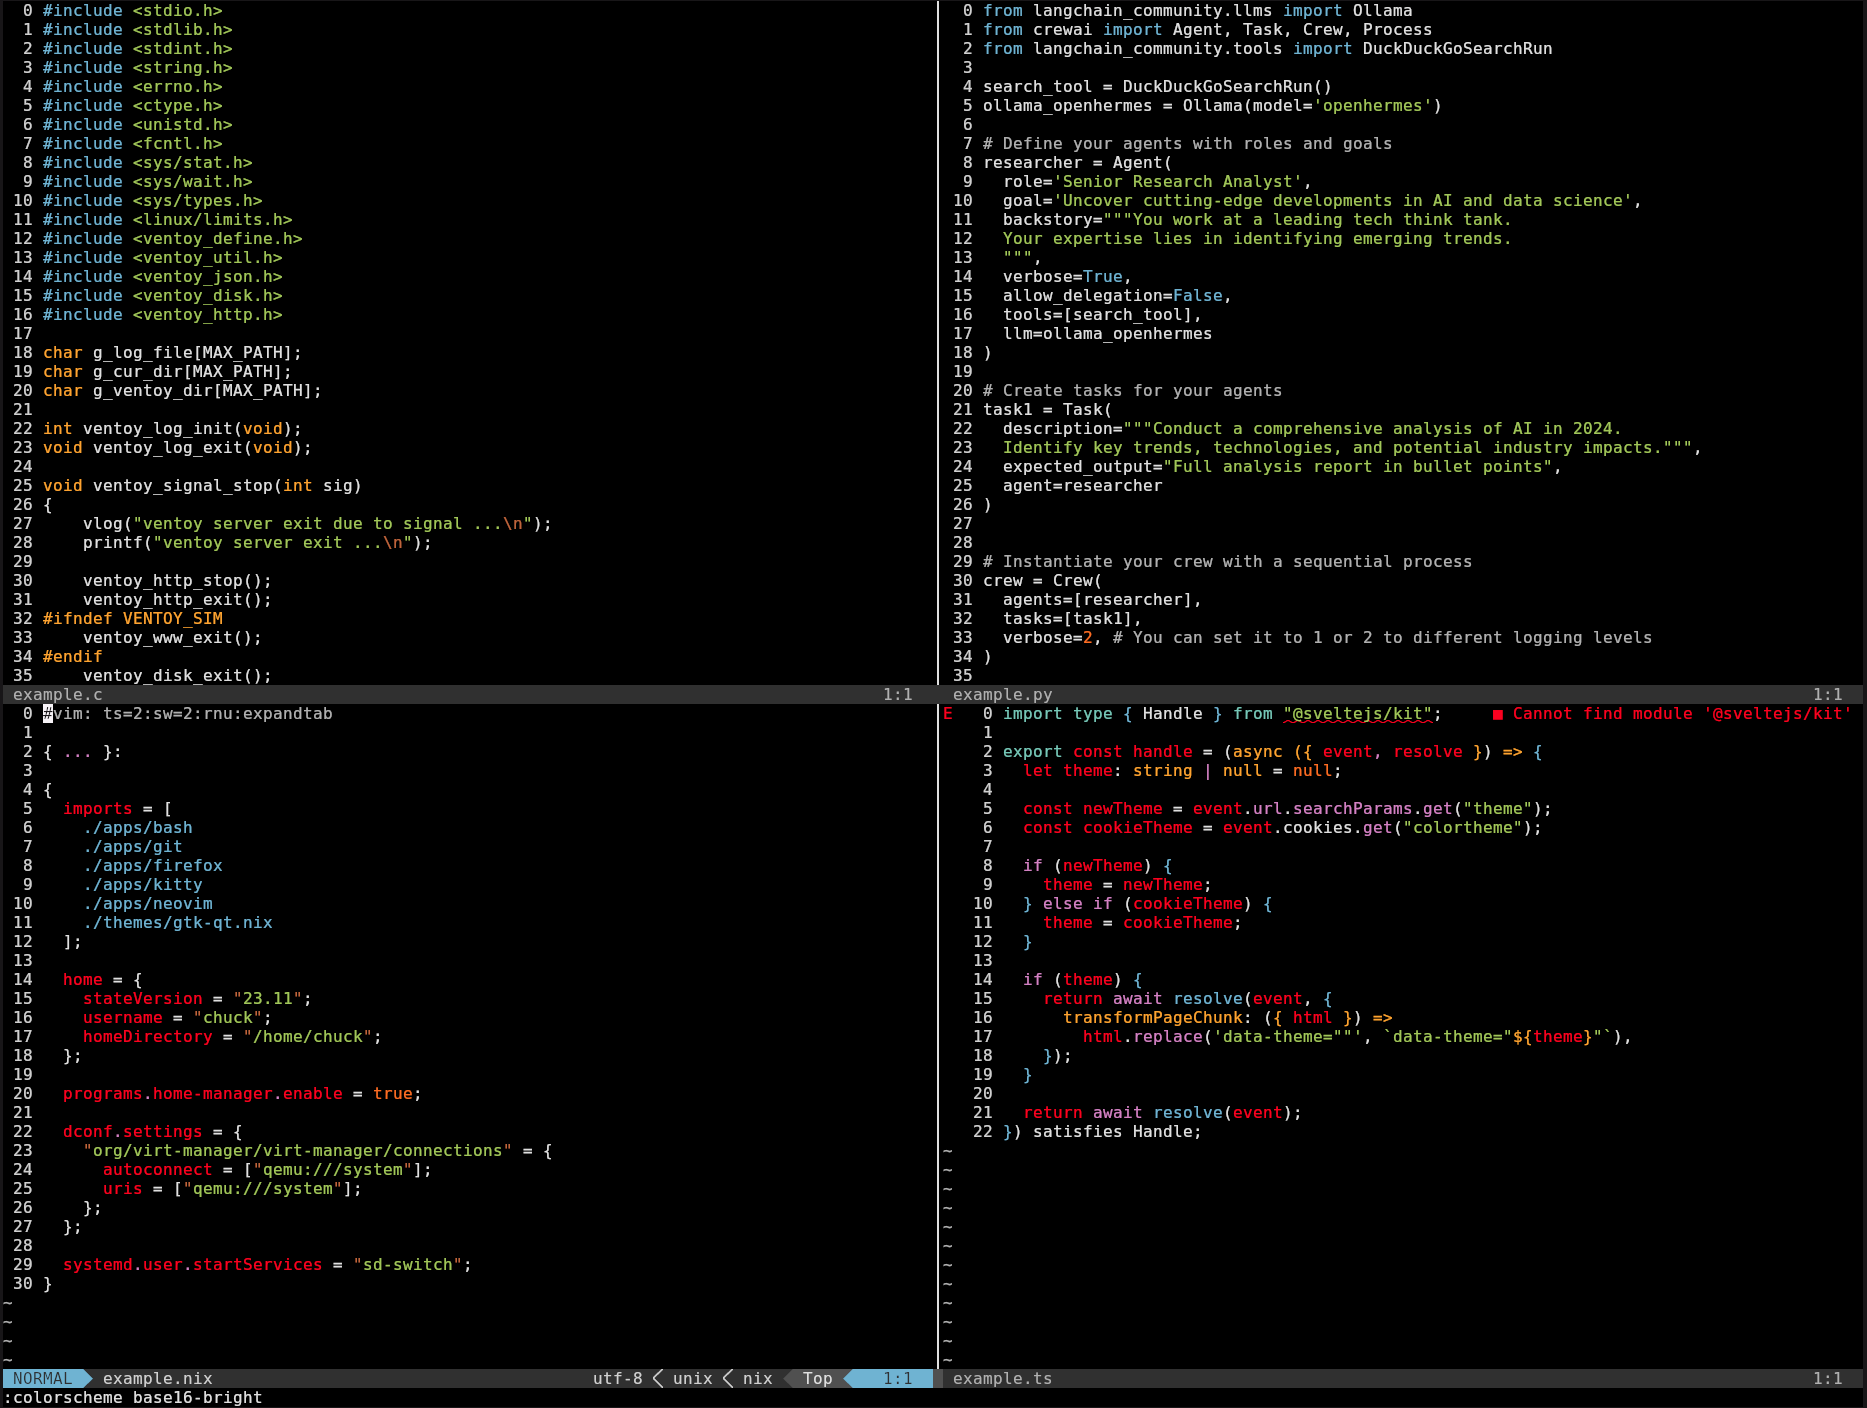 0 #include <stdio.h>
1 #include <stdlib.h>
2 #include <stdint.h>
3 #include <string.h>
4 #include <errno.h>
5 #include <ctype.h>
6 #include <unistd.h>
7 #include <fcntl.h>
8 #include <sys/stat.h>
9 #include <sys/wait.h>
10 #include <sys/types.h>
11 #include <linux/limits.h>
12 #include <ventoy_define.h>
13 #include <ventoy_util.h>
14 #include <ventoy_json.h>
15 #include <ventoy_disk.h>
16 #include <ventoy_http.h>
17
18 char g_log_file[MAX_PATH];
19 char g_cur_dir[MAX_PATH];
20 char g_ventoy_dir[MAX_PATH];
21
22 int ventoy_log_init(void);
23 void ventoy_log_exit(void);
24
25 void ventoy_signal_stop(int sig)
26 {
27     vlog("ventoy server exit due to signal ...\n");
28     printf("ventoy server exit ...\n");
29
30     ventoy_http_stop();
31     ventoy_http_exit();
32 #ifndef VENTOY_SIM
33     ventoy_www_exit();
34 #endif
35     ventoy_disk_exit();
example.c 1:1
0 from langchain_community.llms import Ollama
1 from crewai import Agent, Task, Crew, Process
2 from langchain_community.tools import DuckDuckGoSearchRun
3
4 search_tool = DuckDuckGoSearchRun()
5 ollama_openhermes = Ollama(model='openhermes')
6
7 # Define your agents with roles and goals
8 researcher = Agent(
9   role='Senior Research Analyst',
10   goal='Uncover cutting-edge developments in AI and data science',
11   backstory="""You work at a leading tech think tank.
12   Your expertise lies in identifying emerging trends.
13   """,
14   verbose=True,
15   allow_delegation=False,
16   tools=[search_tool],
17   llm=ollama_openhermes
18 )
19
20 # Create tasks for your agents
21 task1 = Task(
22   description="""Conduct a comprehensive analysis of AI in 2024.
23   Identify key trends, technologies, and potential industry impacts.""",
24   expected_output="Full analysis report in bullet points",
25   agent=researcher
26 )
27
28
29 # Instantiate your crew with a sequential process
30 crew = Crew(
31   agents=[researcher],
32   tasks=[task1],
33   verbose=2, # You can set it to 1 or 2 to different logging levels
34 )
35
example.py 1:1
0 #vim: ts=2:sw=2:rnu:expandtab
1
2 { ... }:
3
4 {
5   imports = [
6     ./apps/bash
7     ./apps/git
8     ./apps/firefox
9     ./apps/kitty
10     ./apps/neovim
11     ./themes/gtk-qt.nix
12   ];
13
14   home = {
15     stateVersion = "23.11";
16     username = "chuck";
17     homeDirectory = "/home/chuck";
18   };
19
20   programs.home-manager.enable = true;
21
22   dconf.settings = {
23     "org/virt-manager/virt-manager/connections" = {
24       autoconnect = ["qemu:///system"];
25       uris = ["qemu:///system"];
26     };
27   };
28
29   systemd.user.startServices = "sd-switch";
30 }
~
~
~
~
NORMAL example.nix utf-8 unix nix Top 1:1
E 0 import type { Handle } from "@sveltejs/kit"; ■ Cannot find module '@sveltejs/kit'
1
2 export const handle = (async ({ event, resolve }) => {
3   let theme: string | null = null;
4
5   const newTheme = event.url.searchParams.get("theme");
6   const cookieTheme = event.cookies.get("colortheme");
7
8   if (newTheme) {
9     theme = newTheme;
10   } else if (cookieTheme) {
11     theme = cookieTheme;
12   }
13
14   if (theme) {
15     return await resolve(event, {
16       transformPageChunk: ({ html }) =>
17         html.replace('data-theme=""', `data-theme="${theme}"`),
18     });
19   }
20
21   return await resolve(event);
22 }) satisfies Handle;
~
~
~
~
~
~
~
~
~
~
~
~
example.ts 1:1
:colorscheme base16-bright